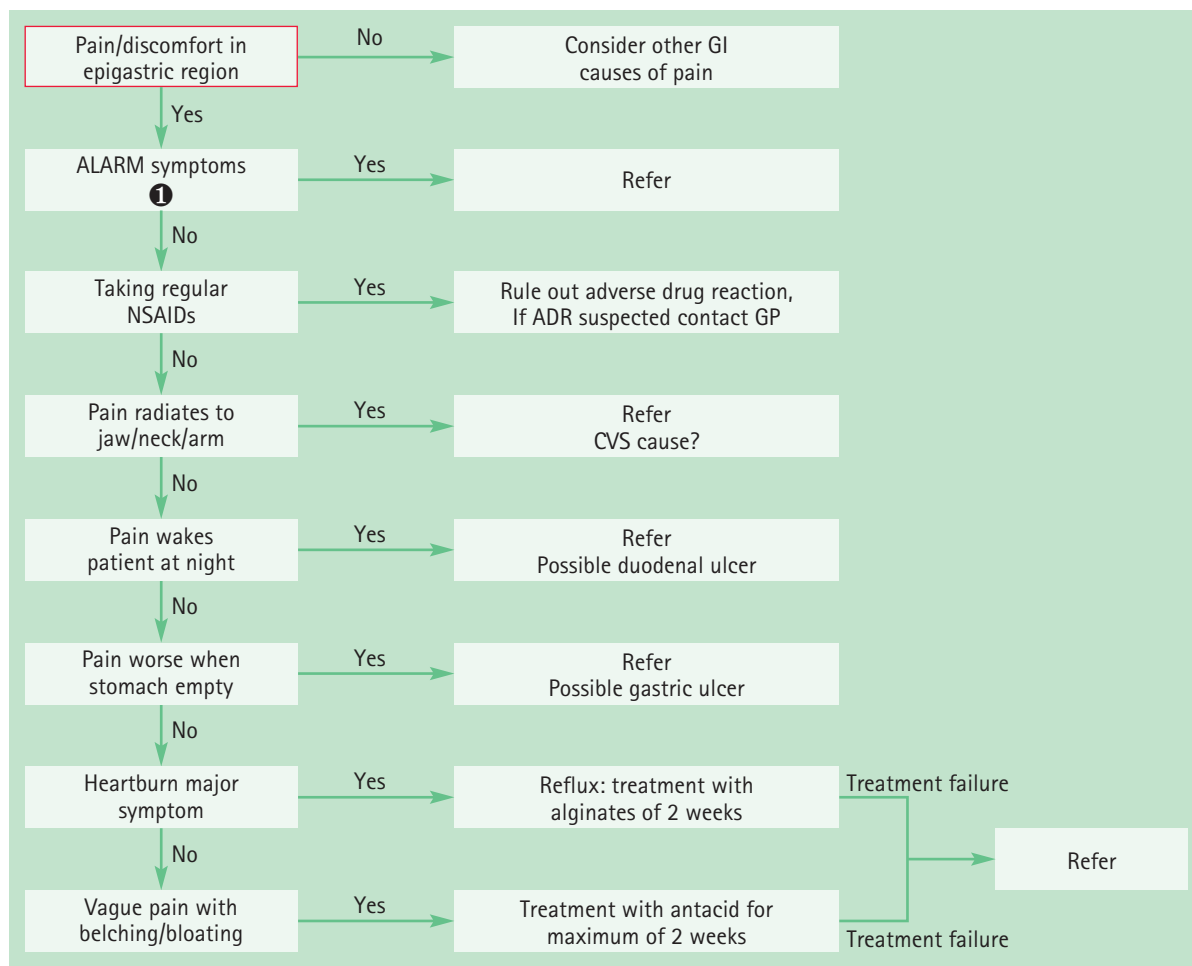 Pain/discomfort in
epigastric region
No
Consider other GI
causes of pain
Yes
ALARM symptoms
❶
Yes
Refer
No
Taking regular
NSAIDs
Yes
Rule out adverse drug reaction,
If ADR suspected contact GP
No
Pain radiates to
jaw/neck/arm
Yes
Refer
CVS cause?
No
Pain wakes
patient at night
Yes
Refer
Possible duodenal ulcer
No
Pain worse when
stomach empty
Yes
Refer
Possible gastric ulcer
No
Heartburn major
symptom
Yes
Reflux: treatment with
alginates of 2 weeks
Treatment failure
Refer
No
Vague pain with
belching/bloating
Yes
Treatment with antacid for
maximum of 2 weeks
Treatment failure